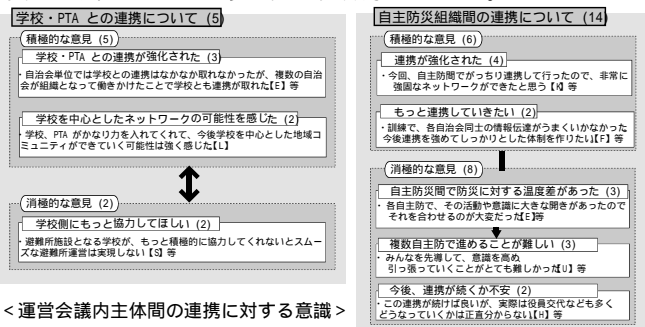 学校・PTA との連携について (5)
積極的な意見 (5)
学校・PTA との連携が強化された (3)
・自治会単位では学校との連携はなかなか取れなかったが、複数の自治
会が組織となって働きかけたことで学校とも連携が取れた【E】等
学校を中心としたネットワークの可能性を感じた (2)
・学校、PTA がかなり力を入れてくれて、今後学校を中心とした地域コ
ミュニティができていく可能性は強く感じた【L】
消極的な意見 (2)
学校側にもっと協力してほしい (2)
・避難所施設となる学校が、もっと積極的に協力してくれないとスムー
ズな避難所運営は実現しない【S】等
<運営会議内主体間の連携に対する意識>
自主防災組織間の連携について (14)
積極的な意見 (6)
連携が強化された (4)
・今回、自主防間でがっちり連携して行ったので、非常に
強固なネットワークができたと思う【K】等
もっと連携していきたい (2)
・訓練で、各自治会同士の情報伝達がうまくいかなかった
今後連携を強めてしっかりとした体制を作りたい【F】等
消極的な意見 (8)
自主防災間で防災に対する温度差があった (3)
・各自主防で、その活動や意識に大きな開きがあったので
それを合わせるのが大変だった【E】等
複数自主防で進めることが難しい (3)
・みんなを先導して、意識を高め
引っ張っていくことがとても難しかった【U】等
今後、連携が続くか不安 (2)
・この連携が続けば良いが、実際は役員交代なども多く
どうなっていくかは正直分からない【H】等